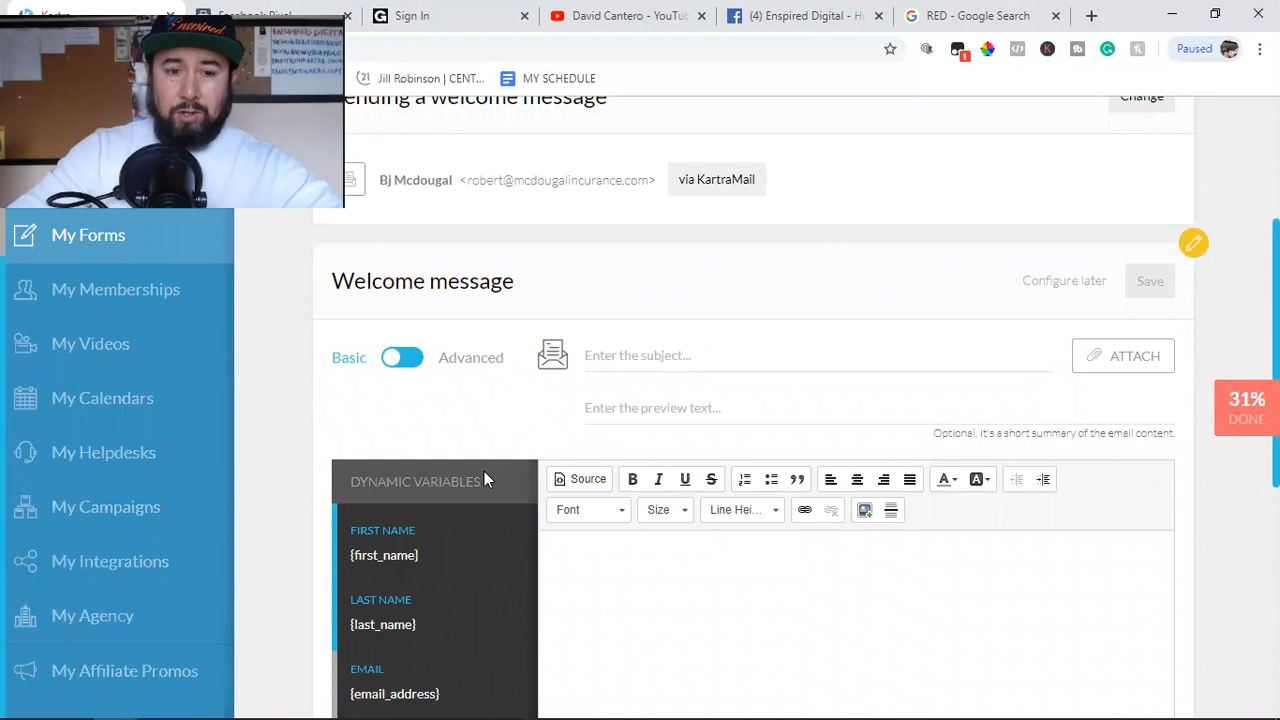 Sign In
David C
YouTu
(4) Enspired Di
ED - Google Search
Paused
Jill Robinson | CENT...
MY SCHEDULE
Enspired
ending a welcome message
Change
Bj Mcdougal <robert@mcdougalincurance.com>
via KartraMail
My Forms
My Memberships
My Videos
My Calendars
My Helpdesks
My Campaigns
My Integrations
My Agency
My Affiliate Promos
Welcome message
Configure later
Save
Basic
Advanced
Enter the subject...
ATTACH
Enter the preview text...
Optional. It's a short summary of the email content.
31%
DONE
DYNAMIC VARIABLES
Source
Font
Size
Line Hei...
FIRST NAME
{first_name}
LAST NAME
{last_name}
EMAIL
{email_address}